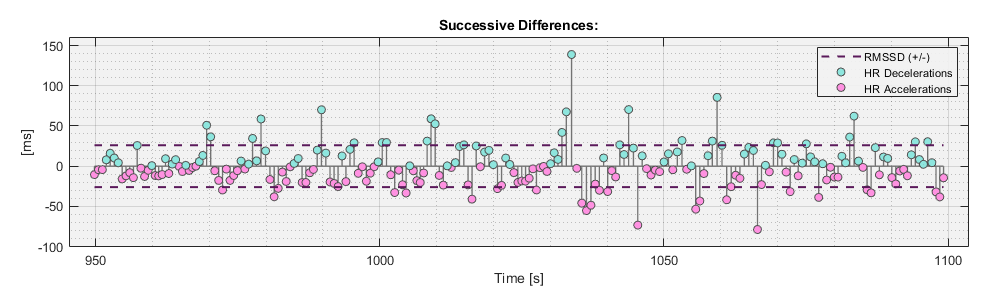 Successive Differences:
150
100
50
0
-50
-100
[ms]
RMSSD (+/-)
HR Decelerations
HR Accelerations
950
1000
1050
1100
Time [s]